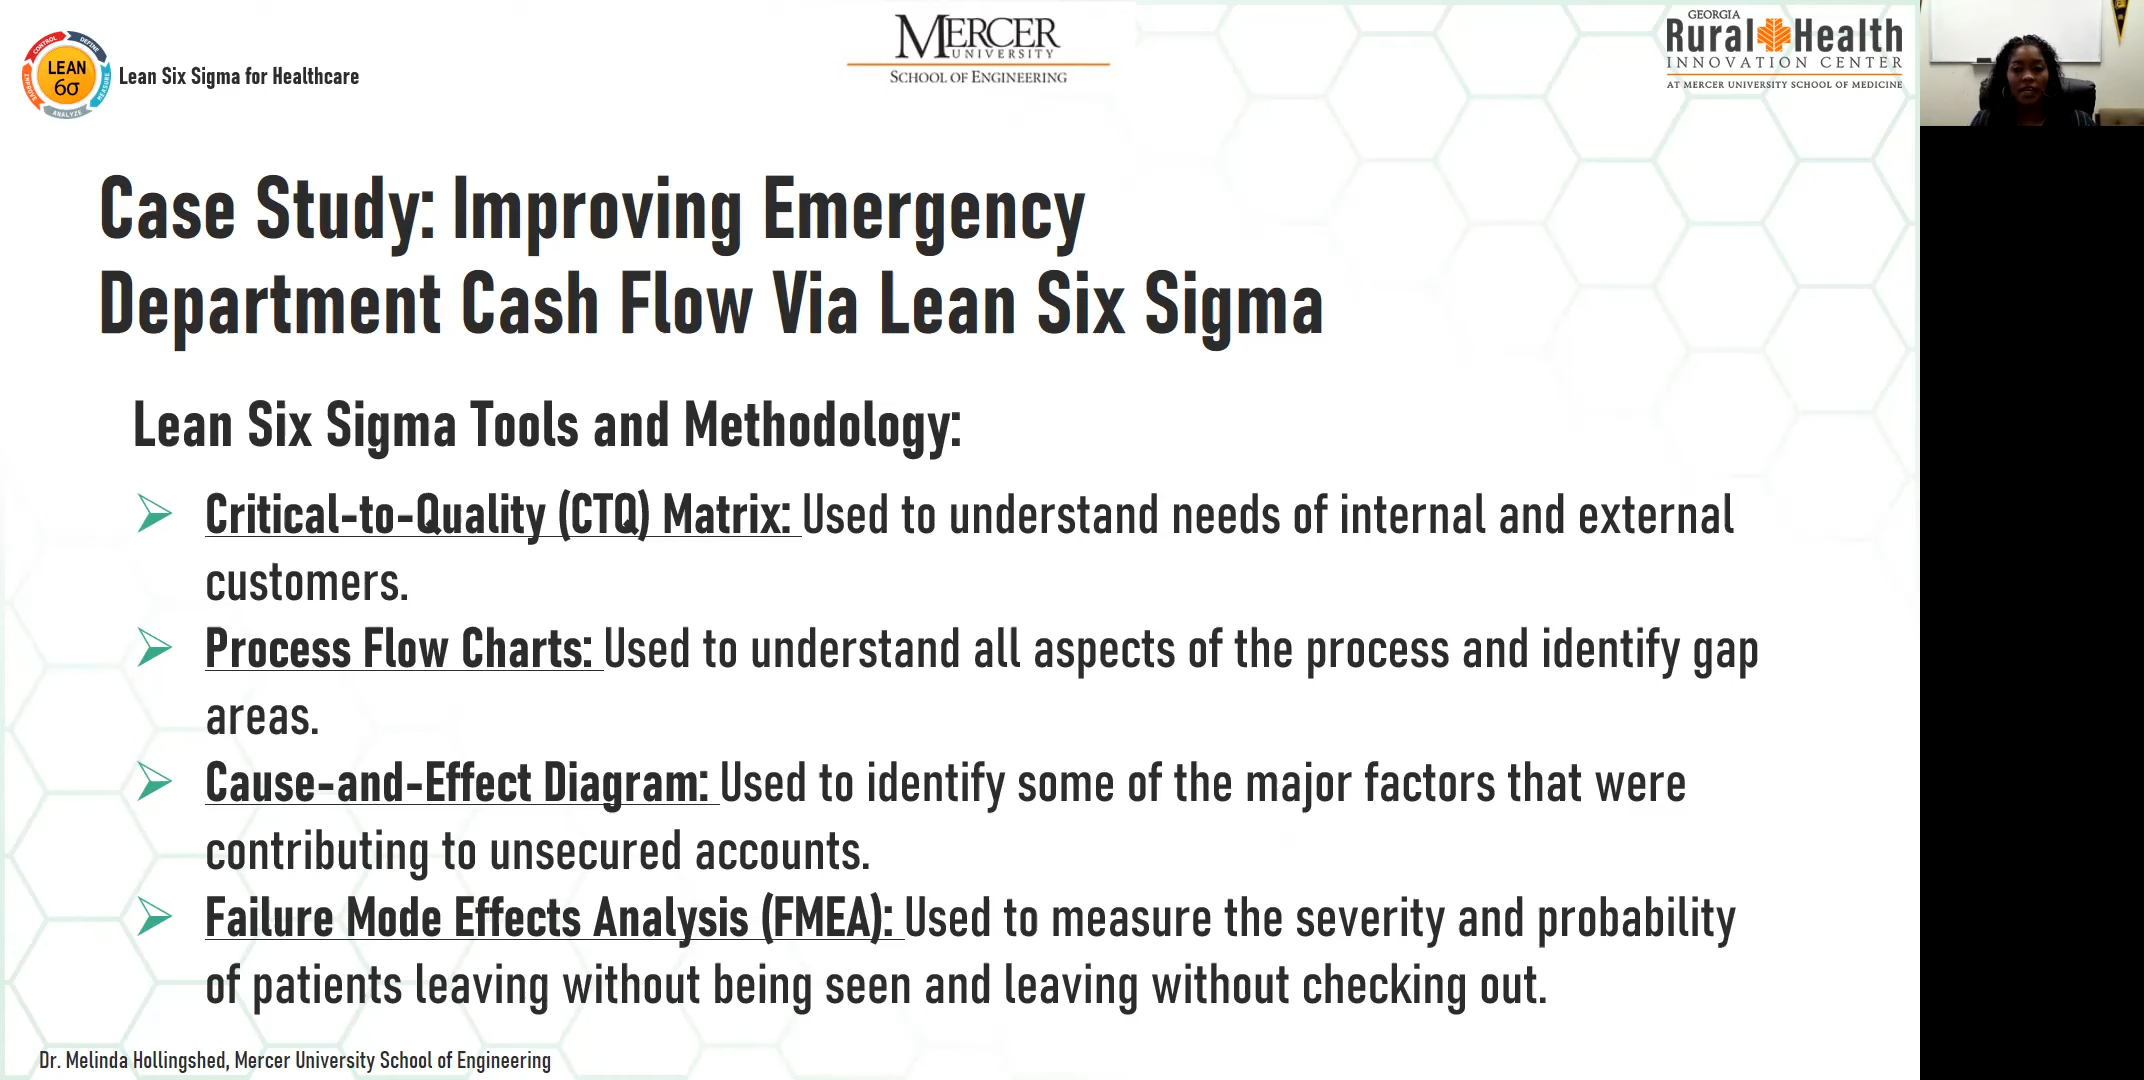 CONTROL
DEFINE
MEASURE
ANALYZE
IMPROVE
LEAN
6σ
Lean Six Sigma for Healthcare
MERCER
UNIVERSITY
SCHOOL OF ENGINEERING
GEORGIA
Rural Health
INNOVATION CENTER
AT MERCER UNIVERSITY SCHOOL OF MEDICINE
Case Study: Improving Emergency
Department Cash Flow Via Lean Six Sigma
Lean Six Sigma Tools and Methodology:
Critical-to-Quality (CTQ) Matrix: Used to understand needs of internal and external
customers.
Process Flow Charts: Used to understand all aspects of the process and identify gap
areas.
Cause-and-Effect Diagram: Used to identify some of the major factors that were
contributing to unsecured accounts.
Failure Mode Effects Analysis (FMEA): Used to measure the severity and probability
of patients leaving without being seen and leaving without checking out.
Dr. Melinda Hollingshed, Mercer University School of Engineering